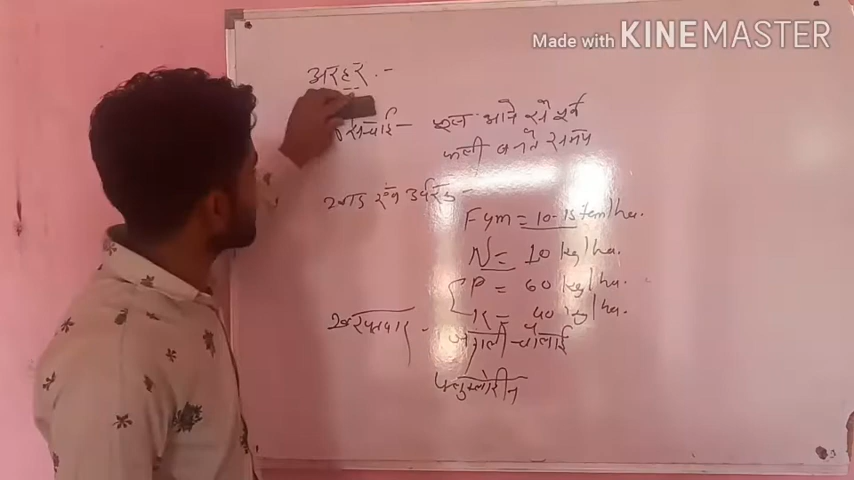 Made with KINEMASTER
अरहर :-
सिंचाई - फूल आने से पूर्व
फली बनते समय
खाद एवं उर्वरक -
Fym = 10-15 ton/ha.
N = 10 kg/ha.
P = 60 kg/ha.
K = 40 kg/ha.
खरपतवार - जंगली चौलाई
फ्लुक्लोरीन